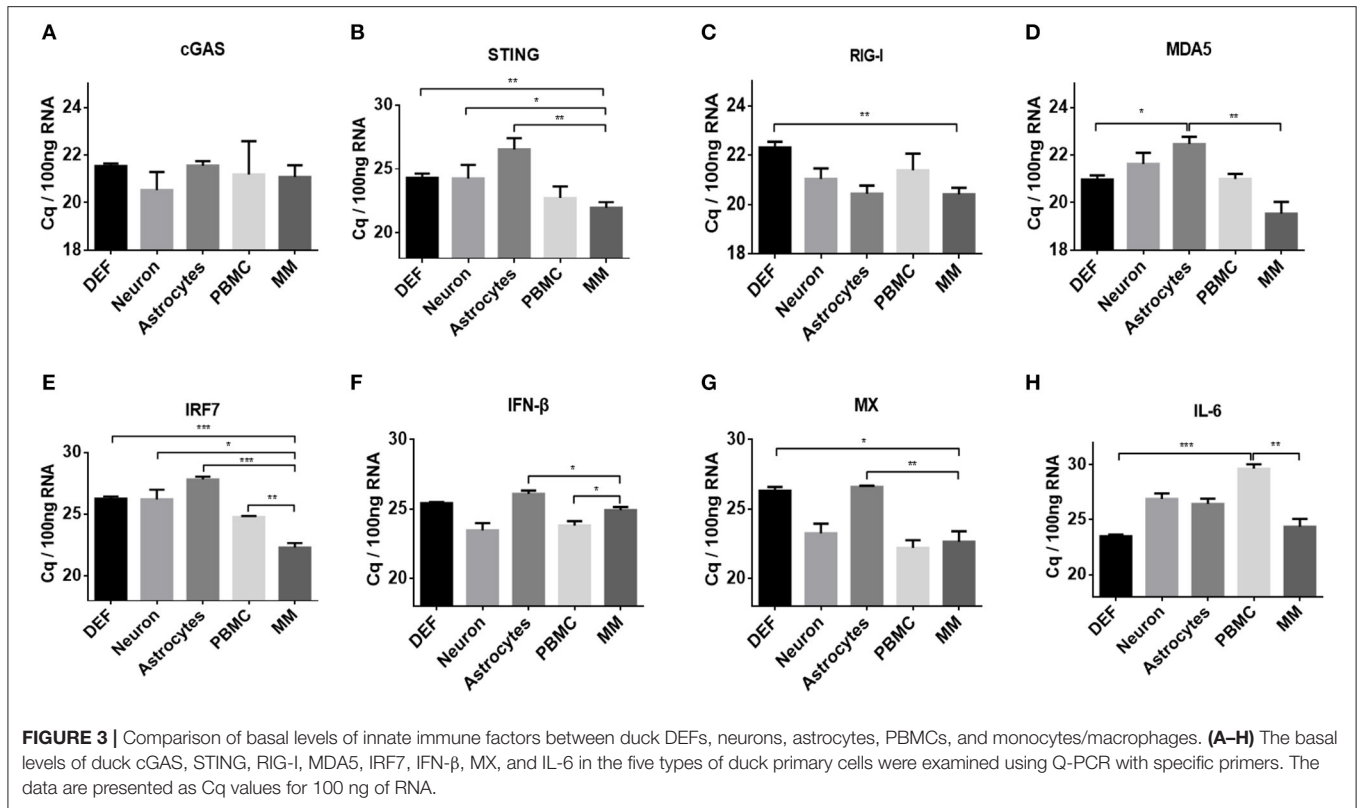 A
cGAS
Cq / 100ng RNA
22
20
18
DEF
Neuron
Astrocytes
PBMC
MM
B
STING
Cq / 100ng RNA
30
25
20
**
*
**
DEF
Neuron
Astrocytes
PBMC
MM
C
RIG-I
Cq / 100ng RNA
24
22
20
18
**
DEF
Neuron
Astrocytes
PBMC
MM
D
MDA5
Cq / 100ng RNA
24
22
20
18
*
**
DEF
Neuron
Astrocytes
PBMC
MM
E
IRF7
Cq / 100ng RNA
30
25
20
***
*
***
**
DEF
Neuron
Astrocytes
PBMC
MM
F
IFN-β
Cq / 100ng RNA
30
25
20
*
*
DEF
Neuron
Astrocytes
PBMC
MM
G
MX
Cq / 100ng RNA
30
25
20
*
**
DEF
Neuron
Astrocytes
PBMC
MM
H
IL-6
Cq / 100ng RNA
30
25
20
***
**
DEF
Neuron
Astrocytes
PBMC
MM
FIGURE 3 | Comparison of basal levels of innate immune factors between duck DEFs, neurons, astrocytes, PBMCs, and monocytes/macrophages. (A–H) The basal
levels of duck cGAS, STING, RIG-I, MDA5, IRF7, IFN-β, MX, and IL-6 in the five types of duck primary cells were examined using Q-PCR with specific primers. The
data are presented as Cq values for 100 ng of RNA.